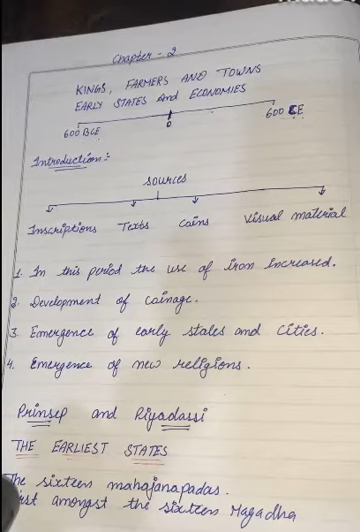 Chapter - 2
KINGS, FARMERS AND TOWNS
EARLY STATES and ECONOMIES
600 BCE 0 600 CE
Introduction:-
sources
Inscriptions Texts Coins Visual material
1. In this period the use of iron increased.
2. Development of coinage.
3. Emergence of early states and cities.
4. Emergence of new religions.
Prinsep and Piyadassi
THE EARLIEST STATES
The sixteen mahajanapadas.
amongst the sixteen Magadha